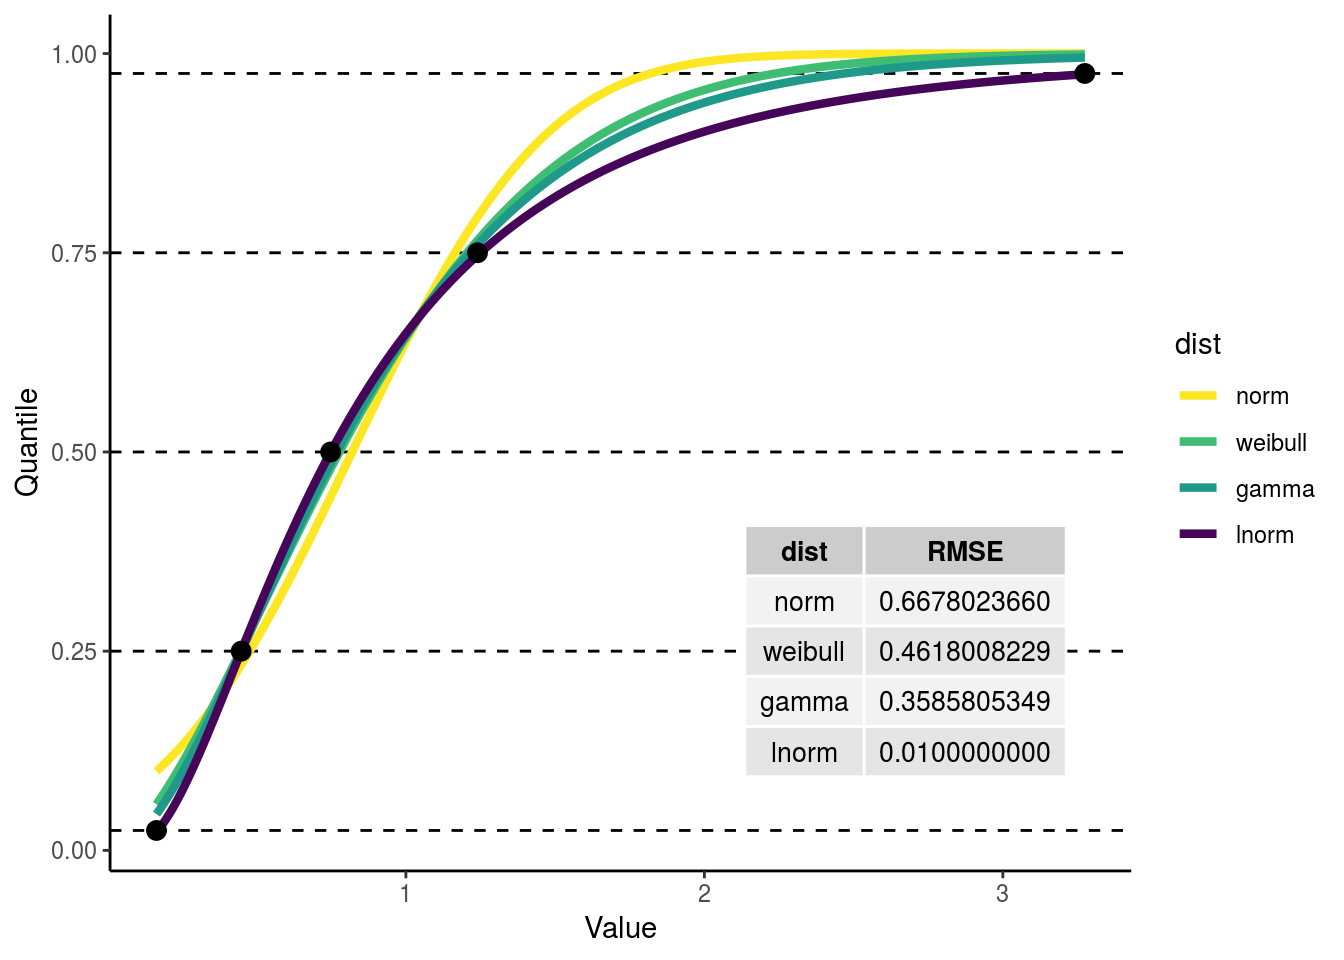 1.00
0.75
0.50
0.25
0.00
Quantile
1 2 3
Value
dist RMSE
norm 0.6678023660
weibull 0.4618008229
gamma 0.3585805349
lnorm 0.0100000000
dist
norm
weibull
gamma
lnorm